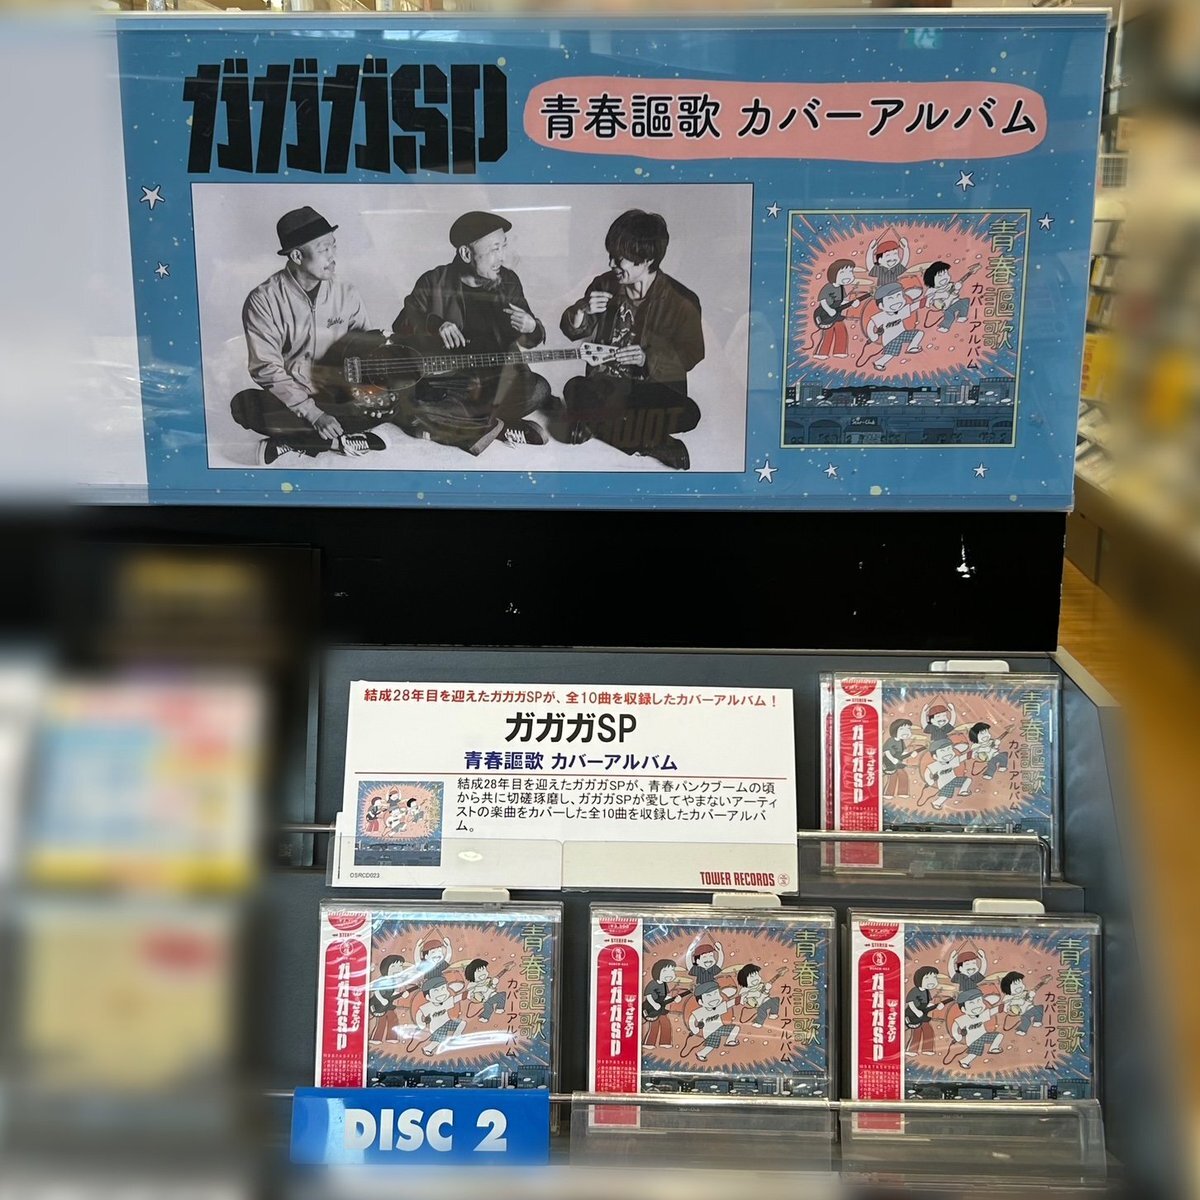 ガガガSP
青春謳歌 カバーアルバム
青春謳歌
カバーアルバム
結成28年目を迎えたガガガSPが、全10曲を収録したカバーアルバム！
ガガガSP
青春謳歌 カバーアルバム
結成28年目を迎えたガガガSPが、青春パンクブームの頃
から共に切磋琢磨し、ガガガSPが愛してやまないアーティ
ストの楽曲をカバーした全10曲を収録したカバーアルバ
ム。
OSRCD023
TOWER RECORDS
STEREO
ガガガSP
青春謳歌
カバーアルバム
STEREO
ガガガSP
青春謳歌
カバーアルバム
STEREO
ガガガSP
青春謳歌
カバーアルバム
STEREO
ガガガSP
青春謳歌
カバーアルバム
DISC 2